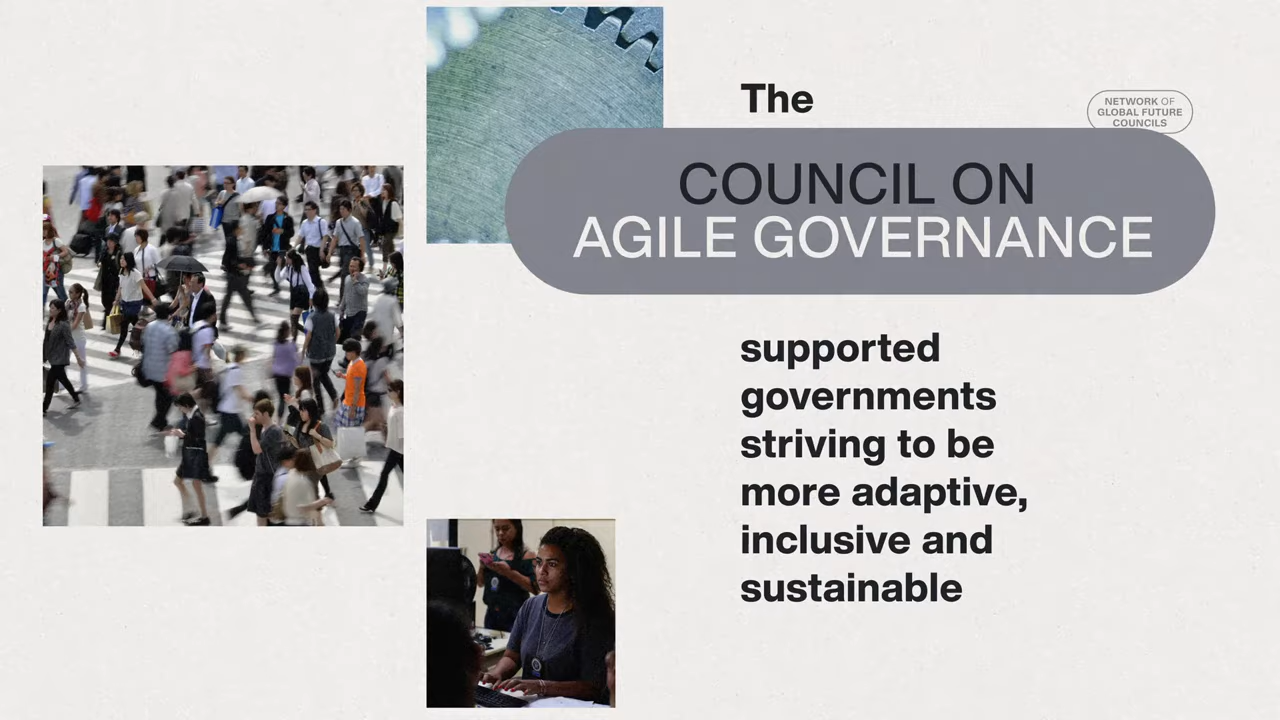 The
NETWORK OF
GLOBAL FUTURE
COUNCILS
COUNCIL ON
AGILE GOVERNANCE
supported
governments
striving to be
more adaptive,
inclusive and
sustainable